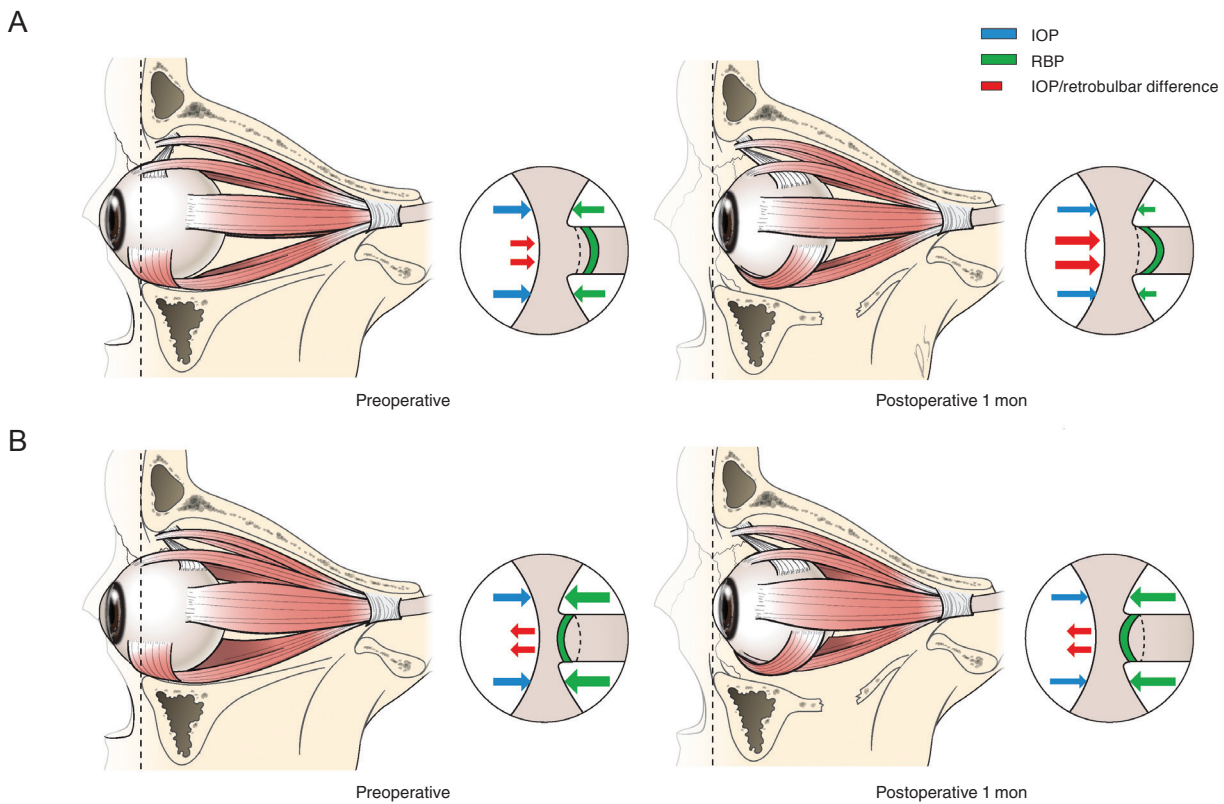 A
IOP
RBP
IOP/retrobulbar difference
Preoperative
Postoperative 1 mon
B
Preoperative
Postoperative 1 mon